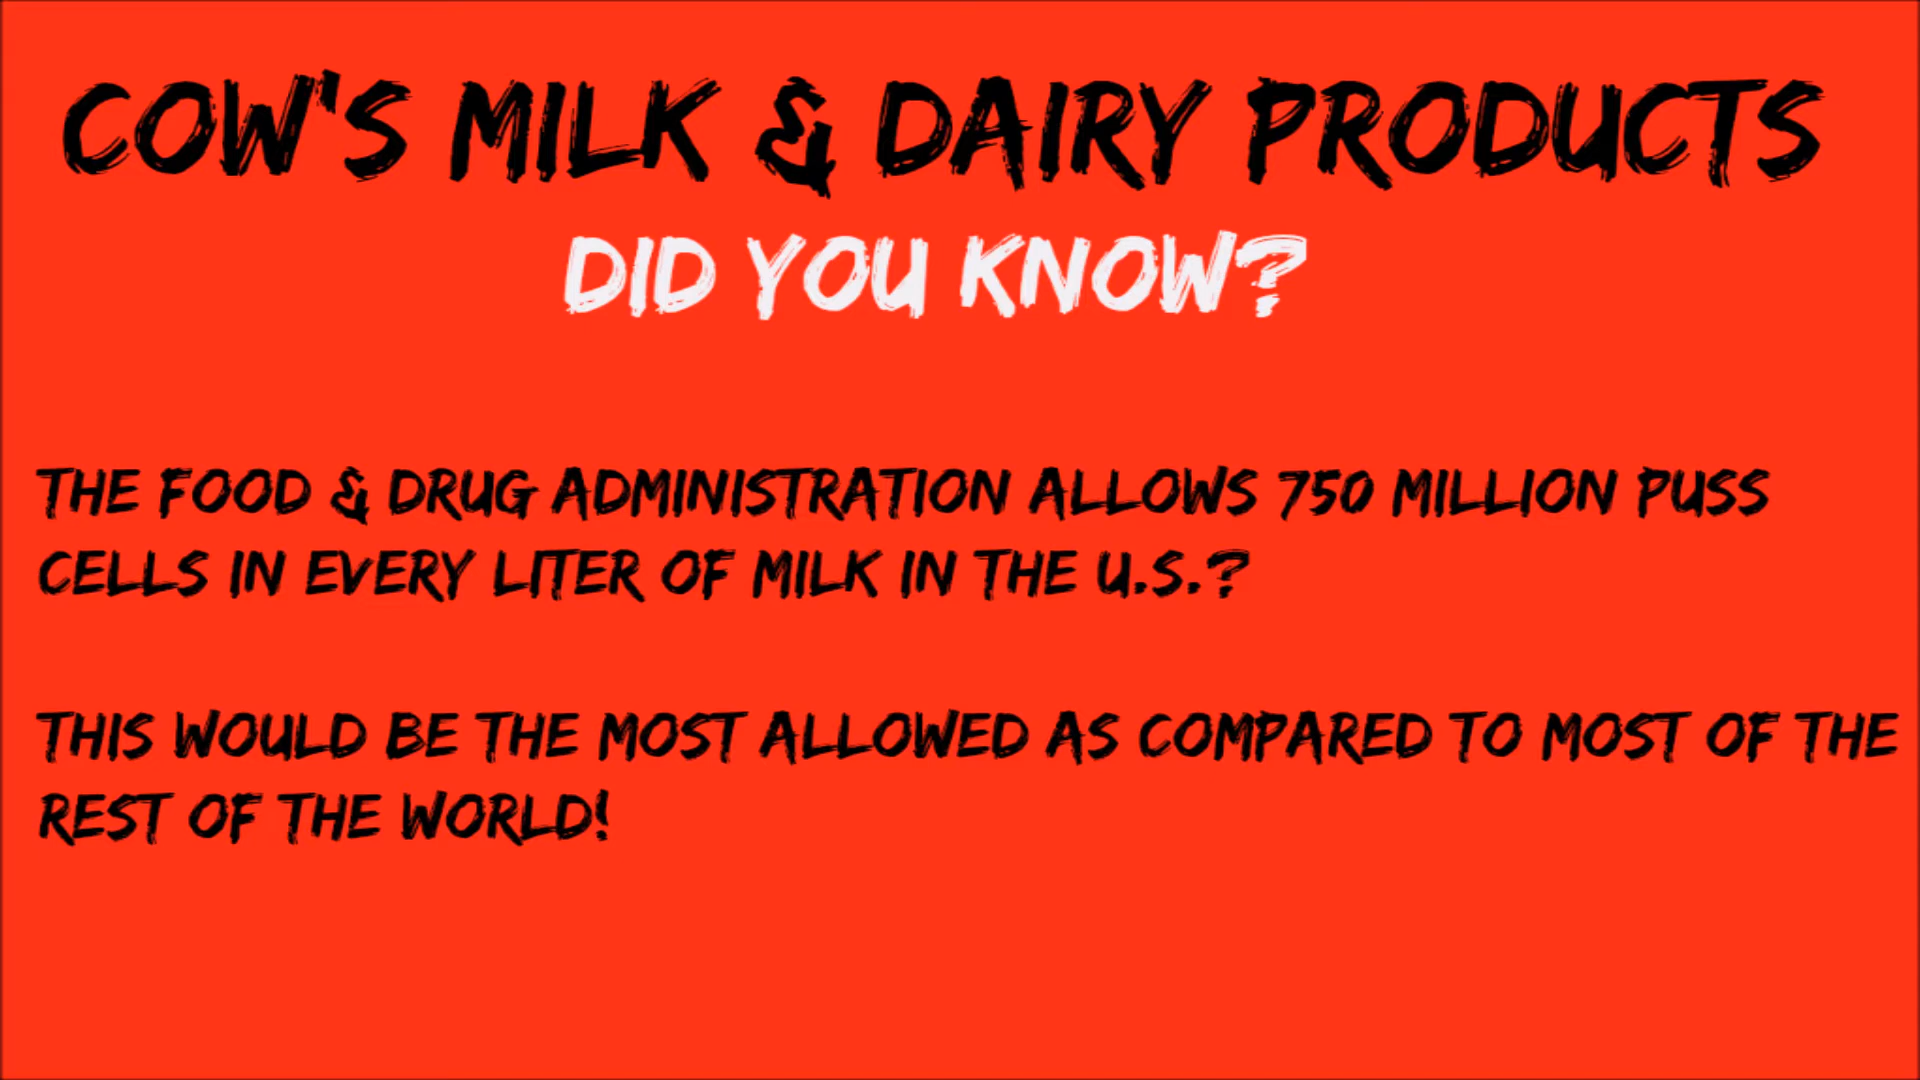 COW'S MILK & DAIRY PRODUCTS
DID YOU KNOW?
THE FOOD & DRUG ADMINISTRATION ALLOWS 750 MILLION PUSS
CELLS IN EVERY LITER OF MILK IN THE U.S.?
THIS WOULD BE THE MOST ALLOWED AS COMPARED TO MOST OF THE
REST OF THE WORLD!